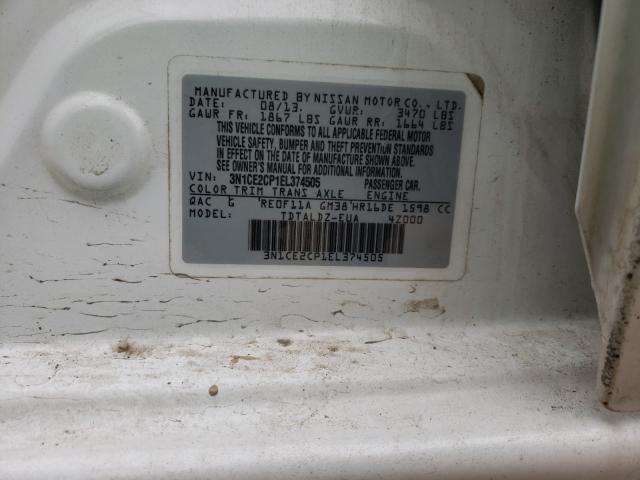 MANUFACTURED BY NISSAN MOTOR CO., LTD.
DATE: 08/13. GVWR: 3470 LBS
GAWR FR: 1867 LBS GAWR RR: 1664 LBS
THIS VEHICLE CONFORMS TO ALL APPLICABLE FEDERAL MOTOR
VEHICLE SAFETY, BUMPER AND THEFT PREVENTION STANDARDS
IN EFFECT ON THE DATE OF MANUFACTURE SHOWN ABOVE.
SEE OWNER'S MANUAL FOR ADDITIONAL INFORMATION.
VIN: 3N1CE2CP1EL374505 PASSENGER CAR.
COLOR TRIM TRANS AXLE ENGINE
QAC G RE0F11A GM38 HR16DE 1598 CC
MODEL: TDTALDZ-EUA 4Z000
3N1CE2CP1EL374505